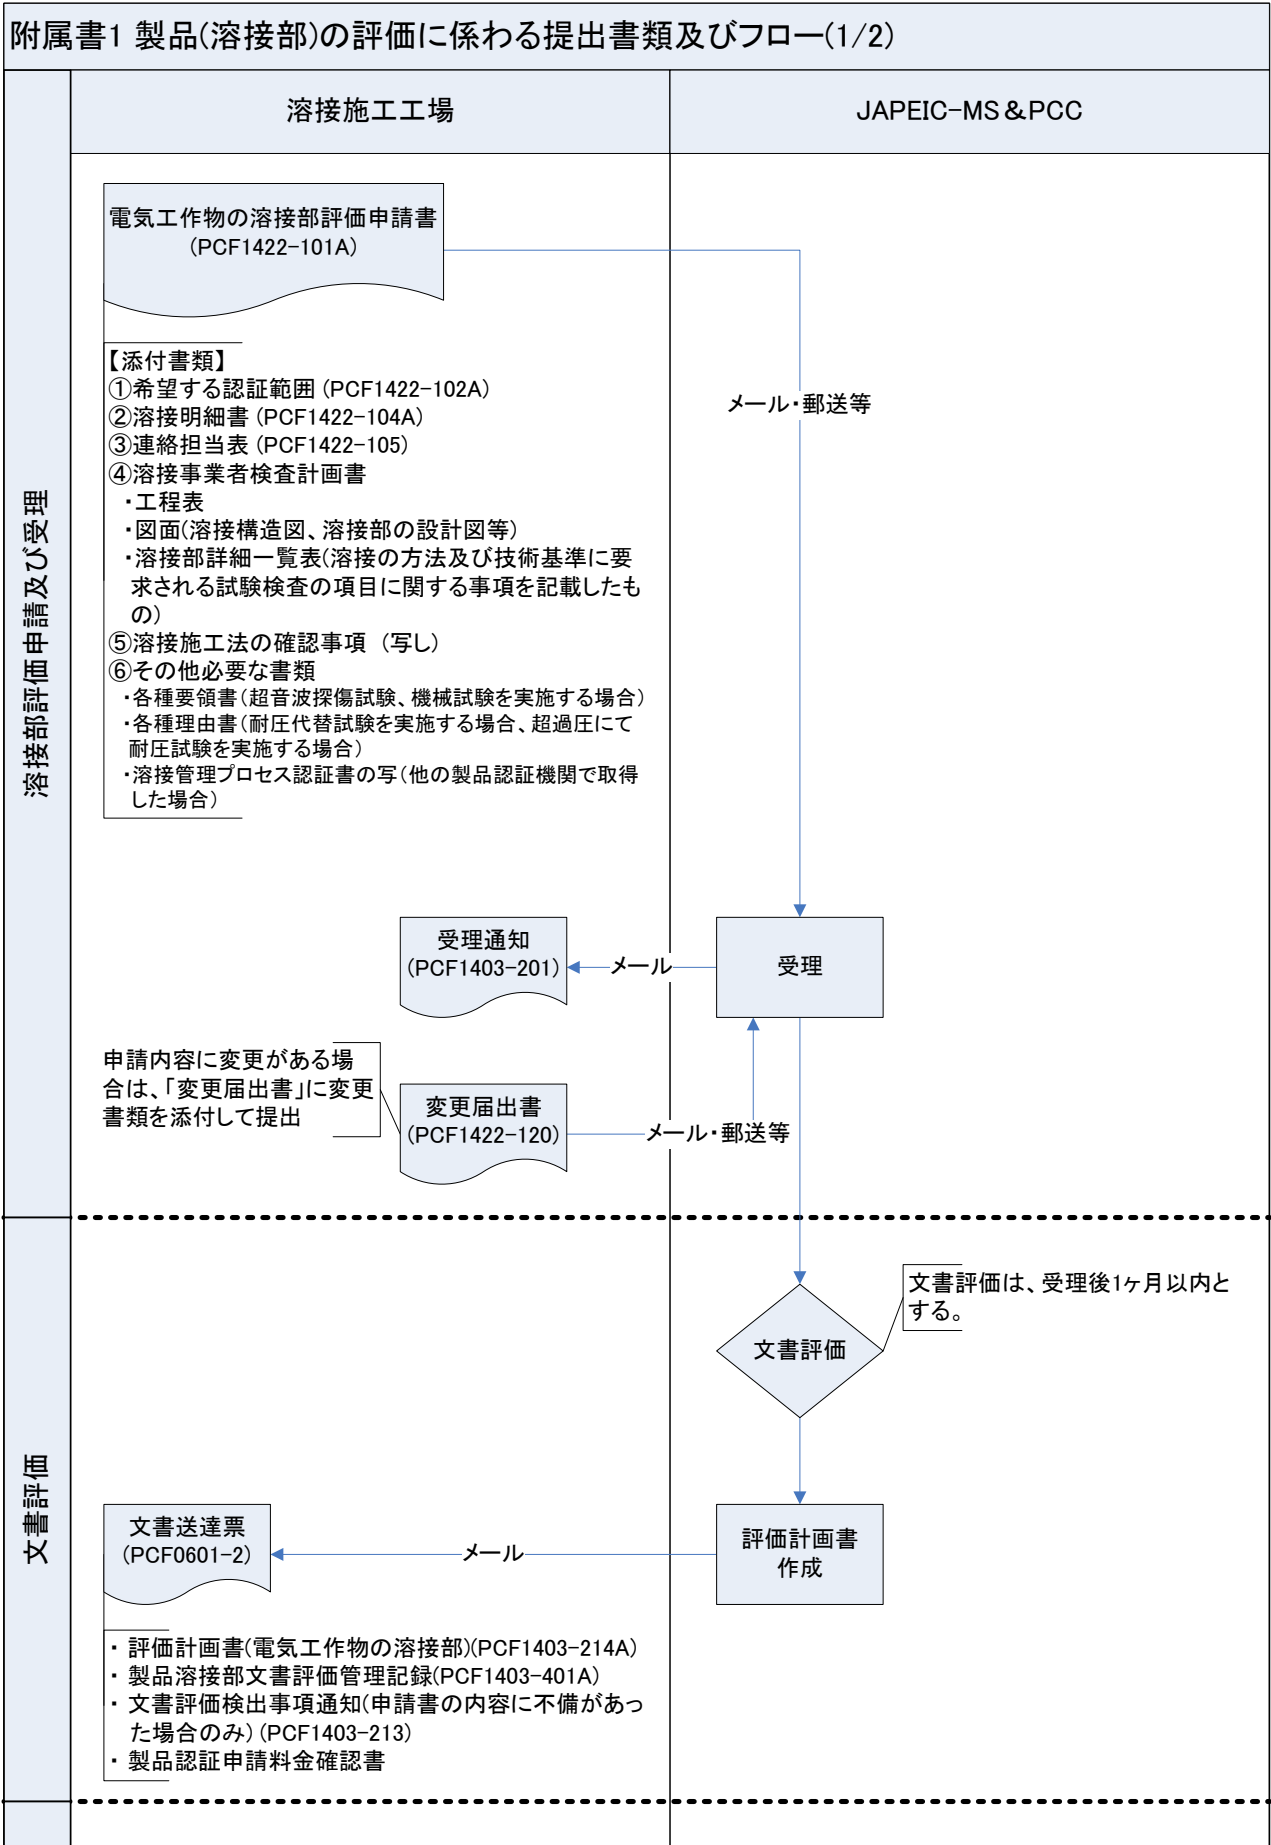 附属書1 製品(溶接部)の評価に係わる提出書類及びフロー(1/2)
溶接施工工場
JAPEIC-MS&PCC
溶接部評価申請及び受理
電気工作物の溶接部評価申請書
(PCF1422-101A)
【添付書類】
①希望する認証範囲 (PCF1422-102A)
②溶接明細書 (PCF1422-104A)
③連絡担当表 (PCF1422-105)
④溶接事業者検査計画書
・工程表
・図面(溶接構造図、溶接部の設計図等)
・溶接部詳細一覧表(溶接の方法及び技術基準に要
求される試験検査の項目に関する事項を記載したも
の)
⑤溶接施工法の確認事項 (写し)
⑥その他必要な書類
・各種要領書(超音波探傷試験、機械試験を実施する場合)
・各種理由書(耐圧代替試験を実施する場合、超過圧にて
耐圧試験を実施する場合)
・溶接管理プロセス認証書の写(他の製品認証機関で取得
した場合)
メール・郵送等
受理通知
(PCF1403-201)
メール
受理
申請内容に変更がある場
合は、「変更届出書」に変更
書類を添付して提出
変更届出書
(PCF1422-120)
メール・郵送等
文書評価
文書評価は、受理後1ヶ月以内と
する。
文書評価
文書送達票
(PCF0601-2)
メール
評価計画書
作成
・ 評価計画書(電気工作物の溶接部)(PCF1403-214A)
・ 製品溶接部文書評価管理記録(PCF1403-401A)
・ 文書評価検出事項通知(申請書の内容に不備があっ
た場合のみ) (PCF1403-213)
・ 製品認証申請料金確認書